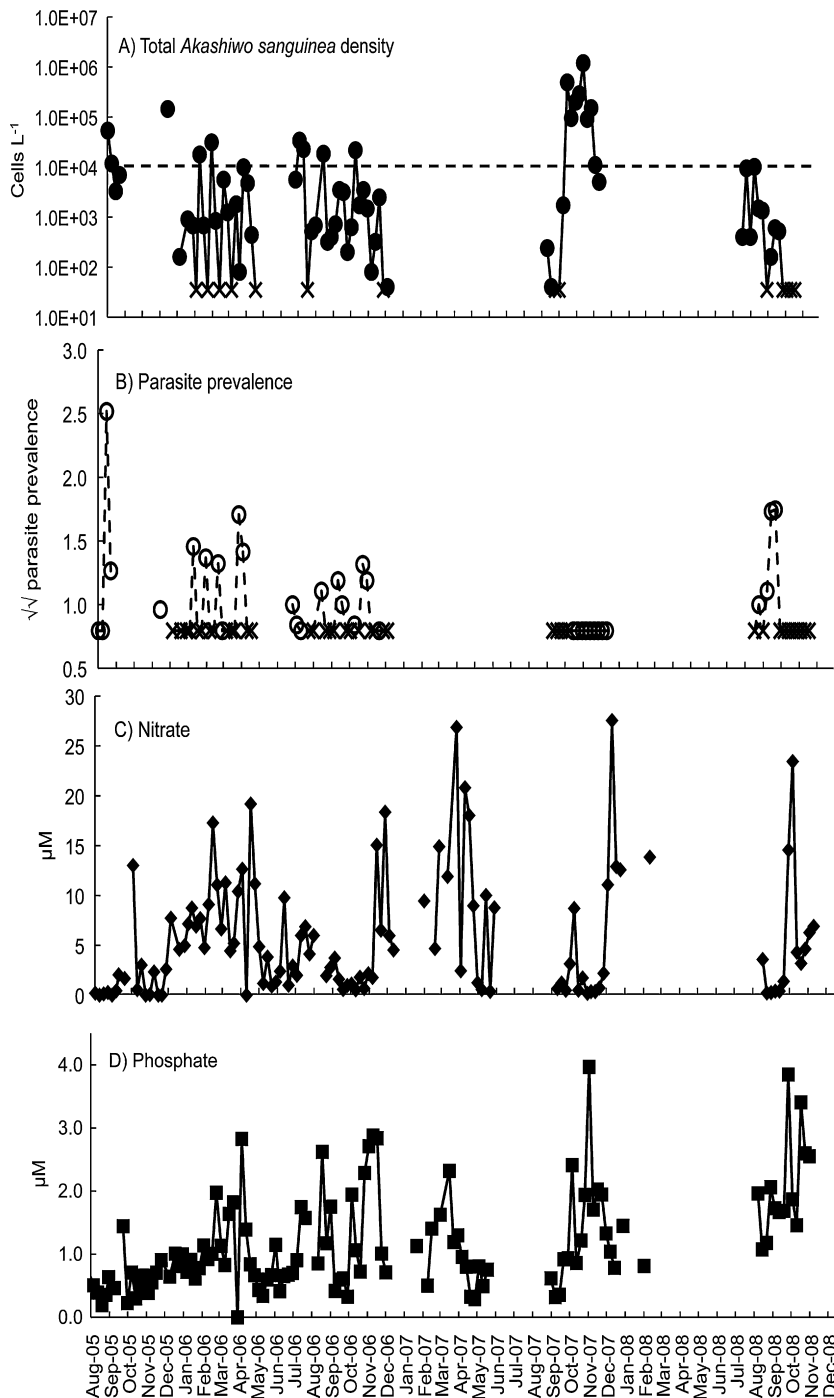 A) Total Akashiwo sanguinea density
Cells L⁻¹
1.0E+07
1.0E+06
1.0E+05
1.0E+04
1.0E+03
1.0E+02
1.0E+01
B) Parasite prevalence
√√ parasite prevalence
3.0
2.5
2.0
1.5
1.0
0.5
C) Nitrate
µM
30
25
20
15
10
5
0
D) Phosphate
µM
4.0
3.0
2.0
1.0
0.0
Aug-05
Sep-05
Oct-05
Nov-05
Dec-05
Jan-06
Feb-06
Mar-06
Apr-06
May-06
Jun-06
Jul-06
Aug-06
Sep-06
Oct-06
Nov-06
Dec-06
Jan-07
Feb-07
Mar-07
Apr-07
May-07
Jun-07
Jul-07
Aug-07
Sep-07
Oct-07
Nov-07
Dec-07
Jan-08
Feb-08
Mar-08
Apr-08
May-08
Jun-08
Jul-08
Aug-08
Sep-08
Oct-08
Nov-08
Dec-08